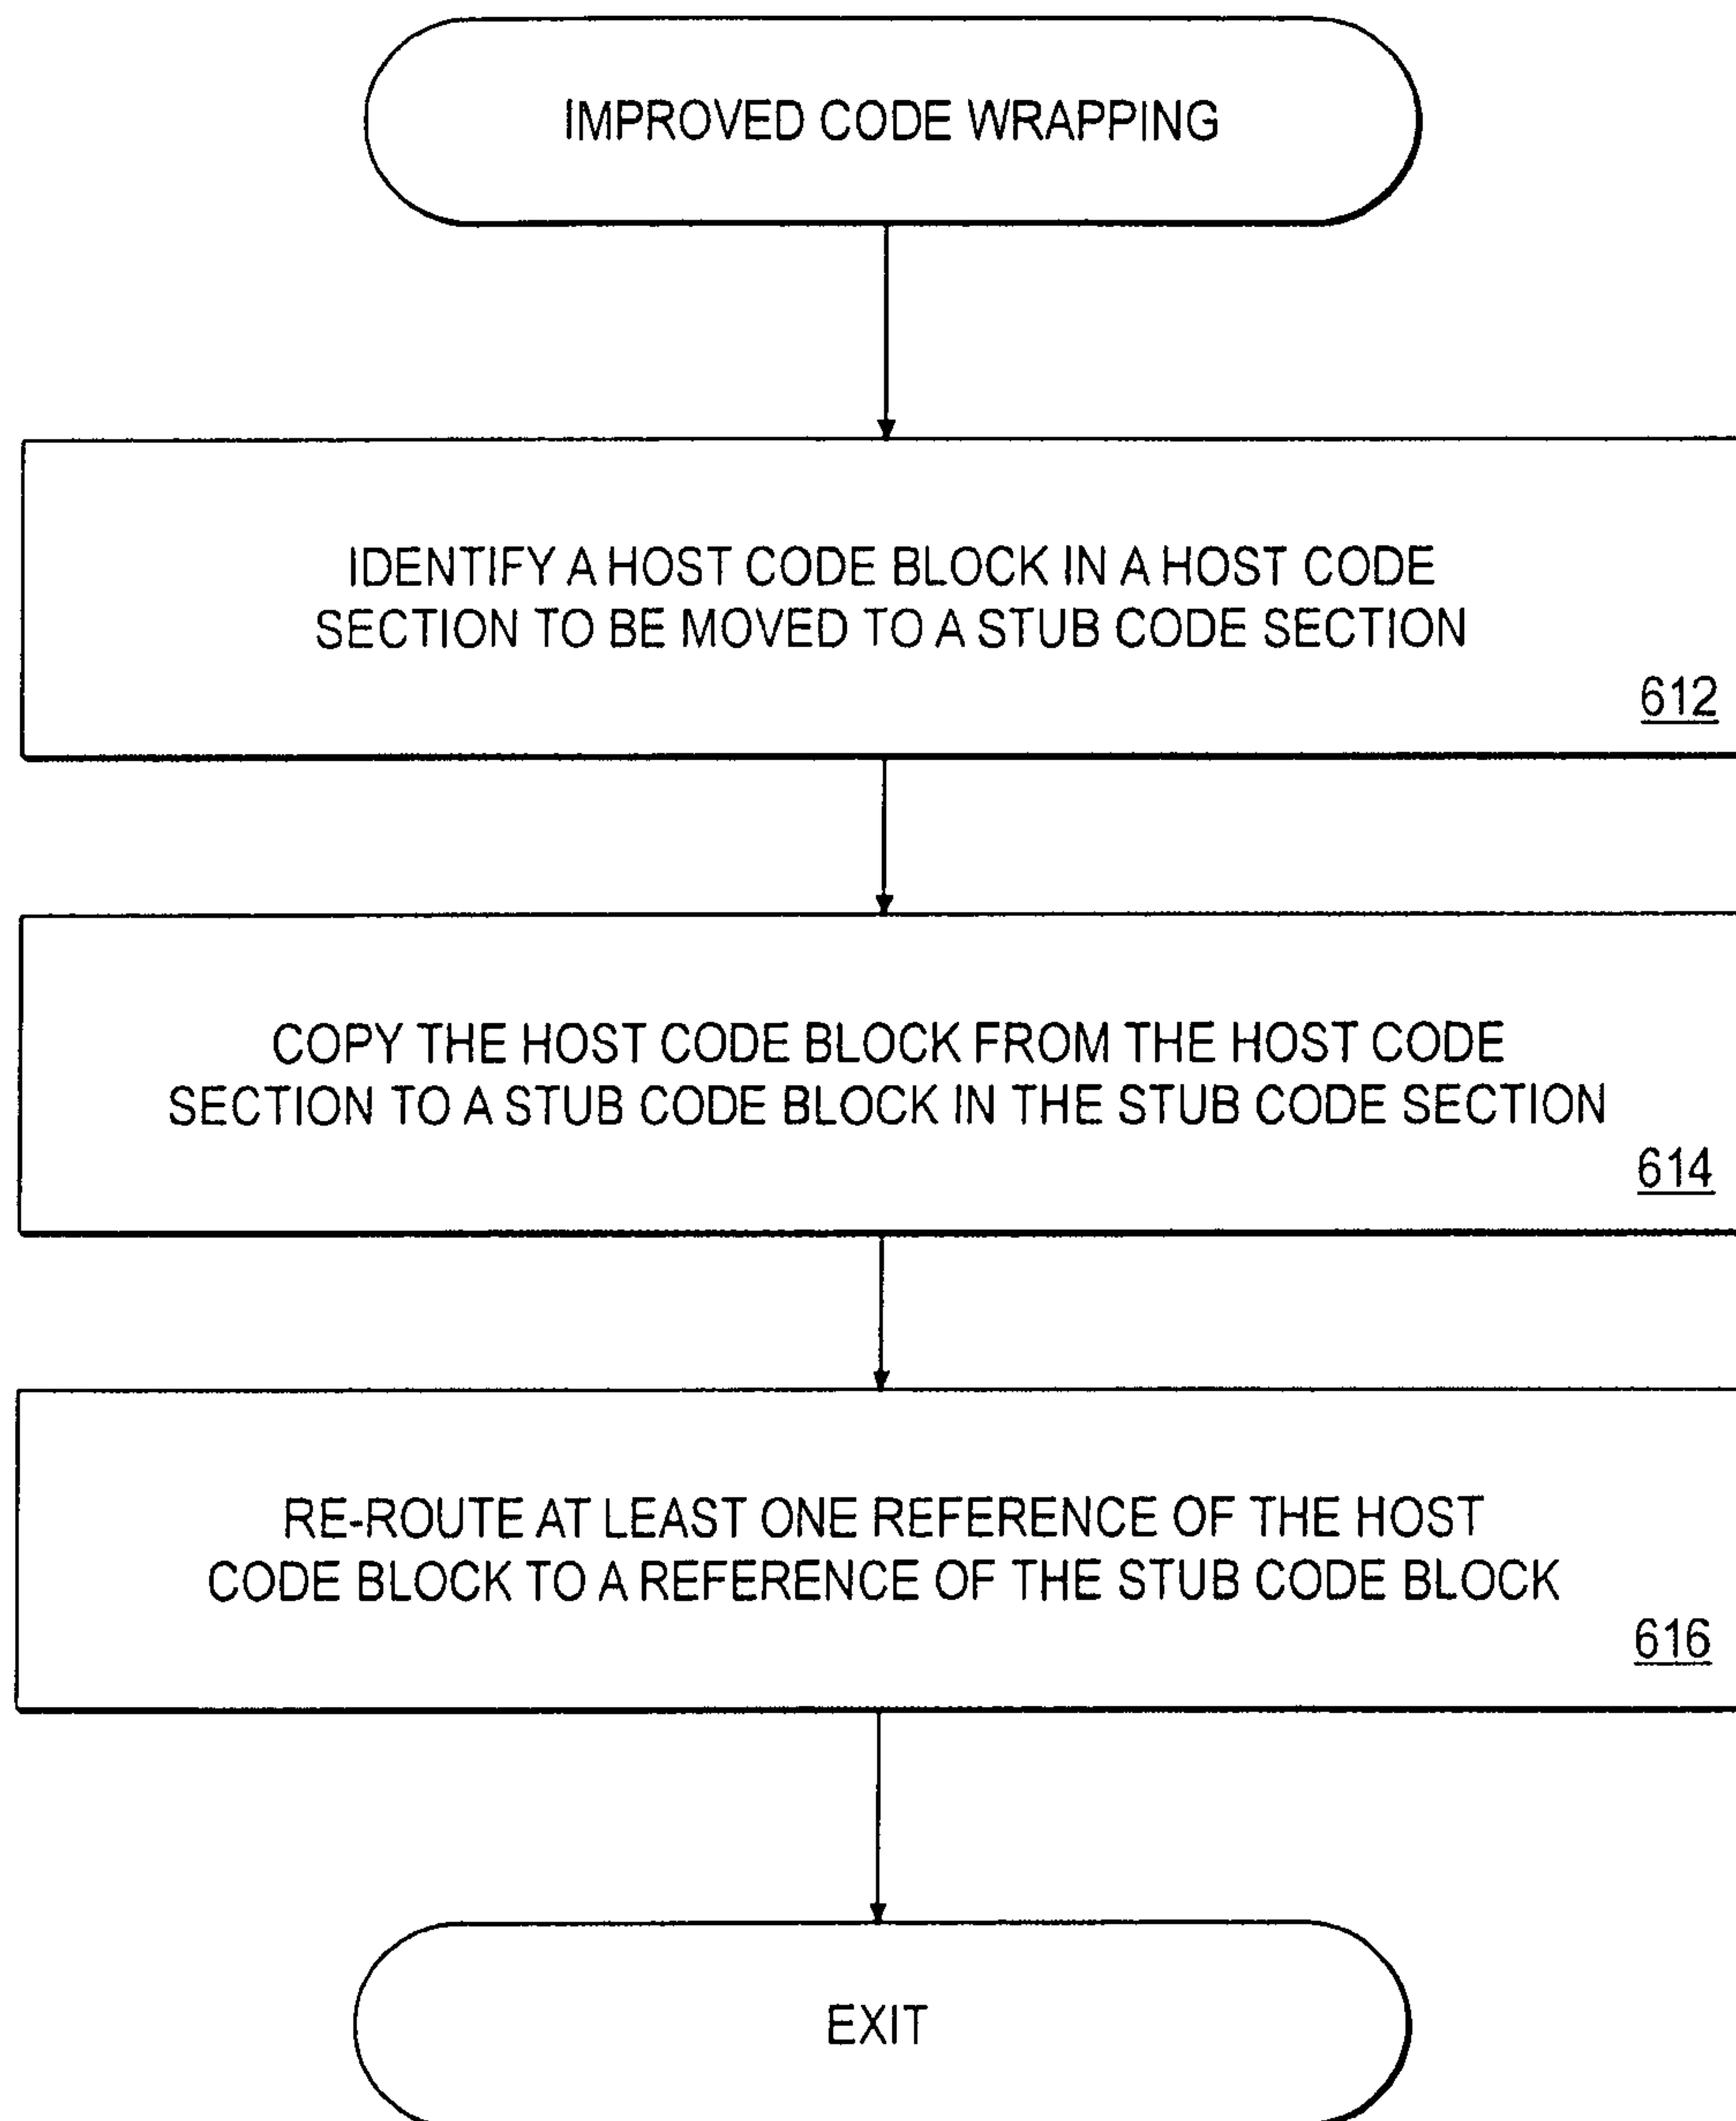 IMPROVED CODE WRAPPING
IDENTIFY A HOST CODE BLOCK IN A HOST CODE
SECTION TO BE MOVED TO A STUB CODE SECTION
612
COPY THE HOST CODE BLOCK FROM THE HOST CODE
SECTION TO A STUB CODE BLOCK IN THE STUB CODE SECTION
614
RE-ROUTE AT LEAST ONE REFERENCE OF THE HOST
CODE BLOCK TO A REFERENCE OF THE STUB CODE BLOCK
616
EXIT